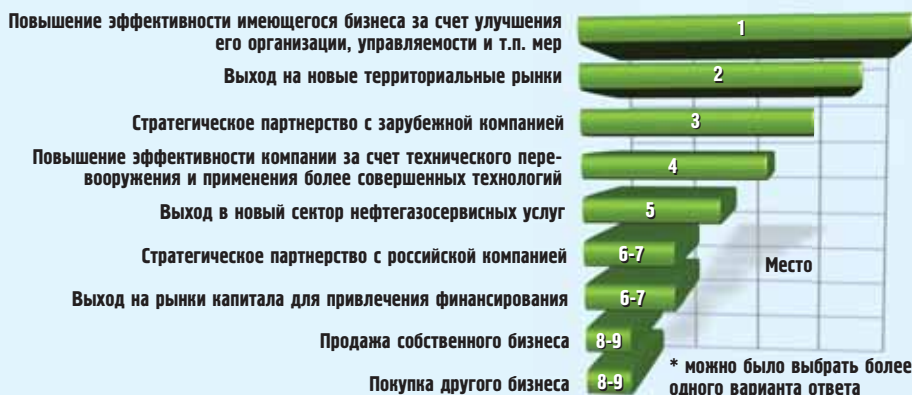 Повышение эффективности имеющегося бизнеса за счет улучшения
его организации, управляемости и т.п. мер
1
Выход на новые территориальные рынки
2
Стратегическое партнерство с зарубежной компанией
3
Повышение эффективности компании за счет технического пере-
вооружения и применения более совершенных технологий
4
Выход в новый сектор нефтегазосервисных услуг
5
Стратегическое партнерство с российской компанией
6-7
Место
Выход на рынки капитала для привлечения финансирования
6-7
Продажа собственного бизнеса
8-9
Покупка другого бизнеса
8-9
* можно было выбрать более
одного варианта ответа